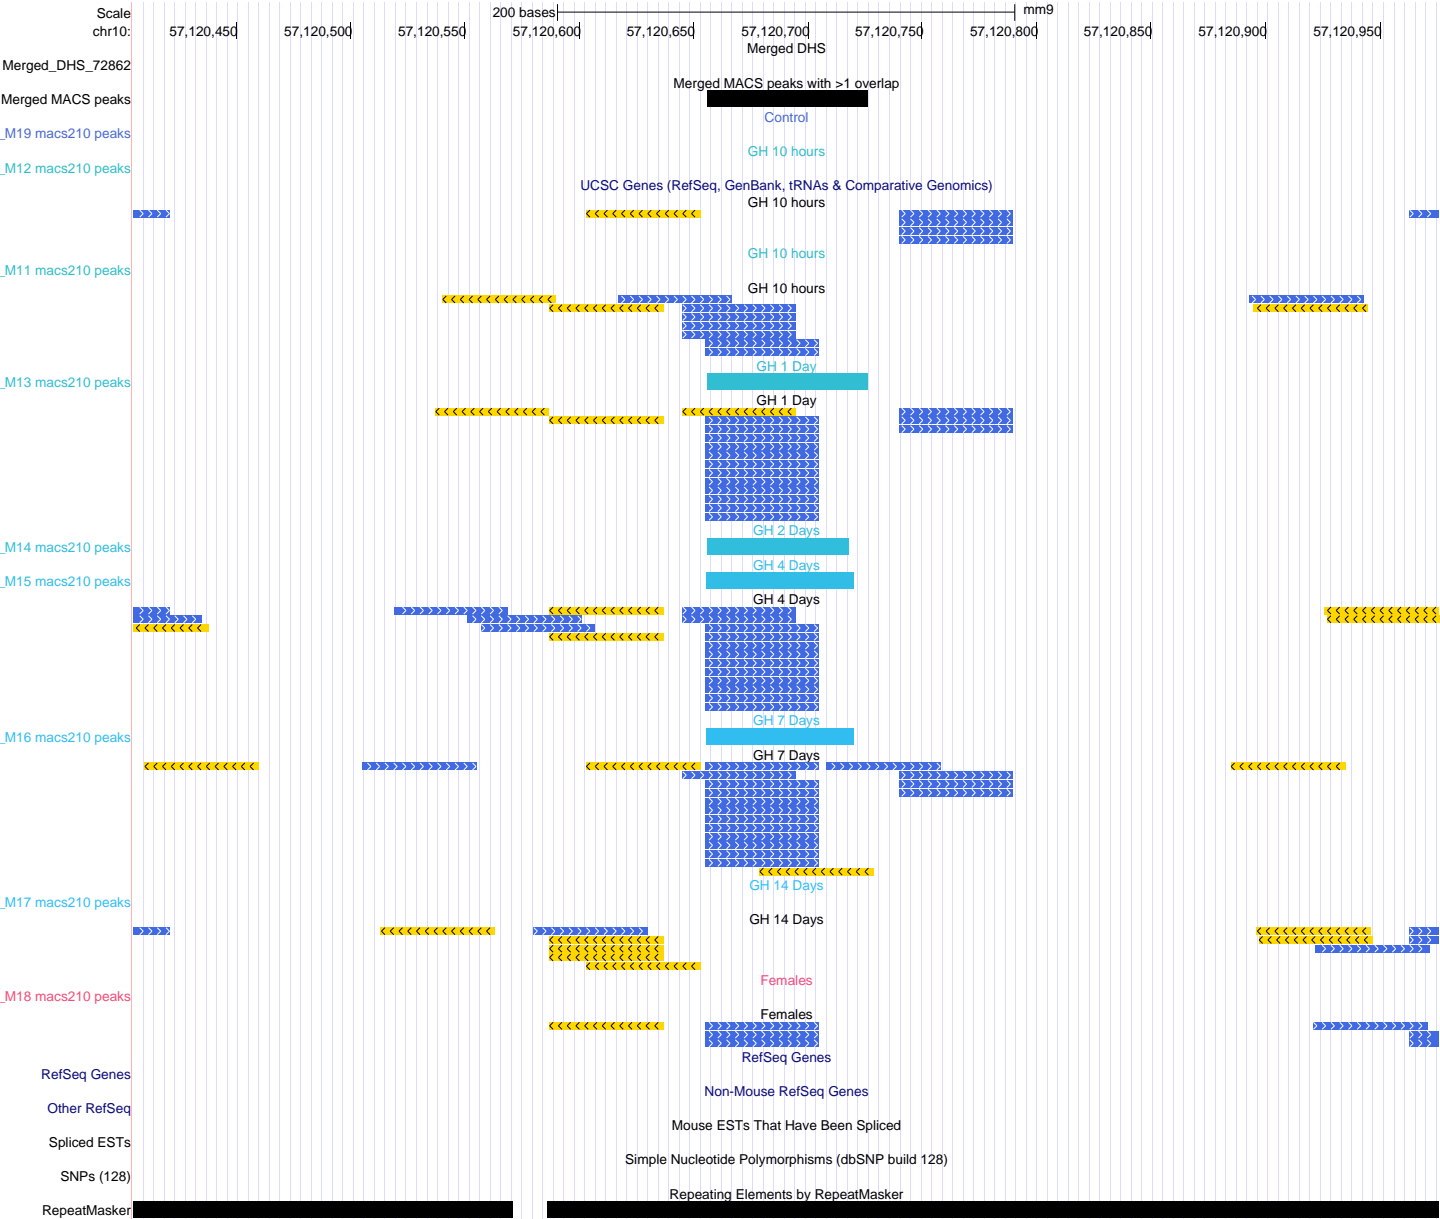 Scale 200 bases mm9
chr10: 57,120,450 57,120,500 57,120,550 57,120,600 57,120,650 57,120,700 57,120,750 57,120,800 57,120,850 57,120,900 57,120,950
Merged DHS
Merged_DHS_72862
Merged MACS peaks with >1 overlap
Merged MACS peaks
Control
_M19 macs210 peaks
GH 10 hours
_M12 macs210 peaks
UCSC Genes (RefSeq, GenBank, tRNAs & Comparative Genomics)
GH 10 hours
GH 10 hours
_M11 macs210 peaks
GH 10 hours
GH 1 Day
_M13 macs210 peaks
GH 1 Day
GH 2 Days
_M14 macs210 peaks
GH 4 Days
_M15 macs210 peaks
GH 4 Days
GH 7 Days
_M16 macs210 peaks
GH 7 Days
GH 14 Days
_M17 macs210 peaks
GH 14 Days
Females
_M18 macs210 peaks
Females
RefSeq Genes
RefSeq Genes
Non-Mouse RefSeq Genes
Other RefSeq
Mouse ESTs That Have Been Spliced
Spliced ESTs
Simple Nucleotide Polymorphisms (dbSNP build 128)
SNPs (128)
Repeating Elements by RepeatMasker
RepeatMasker